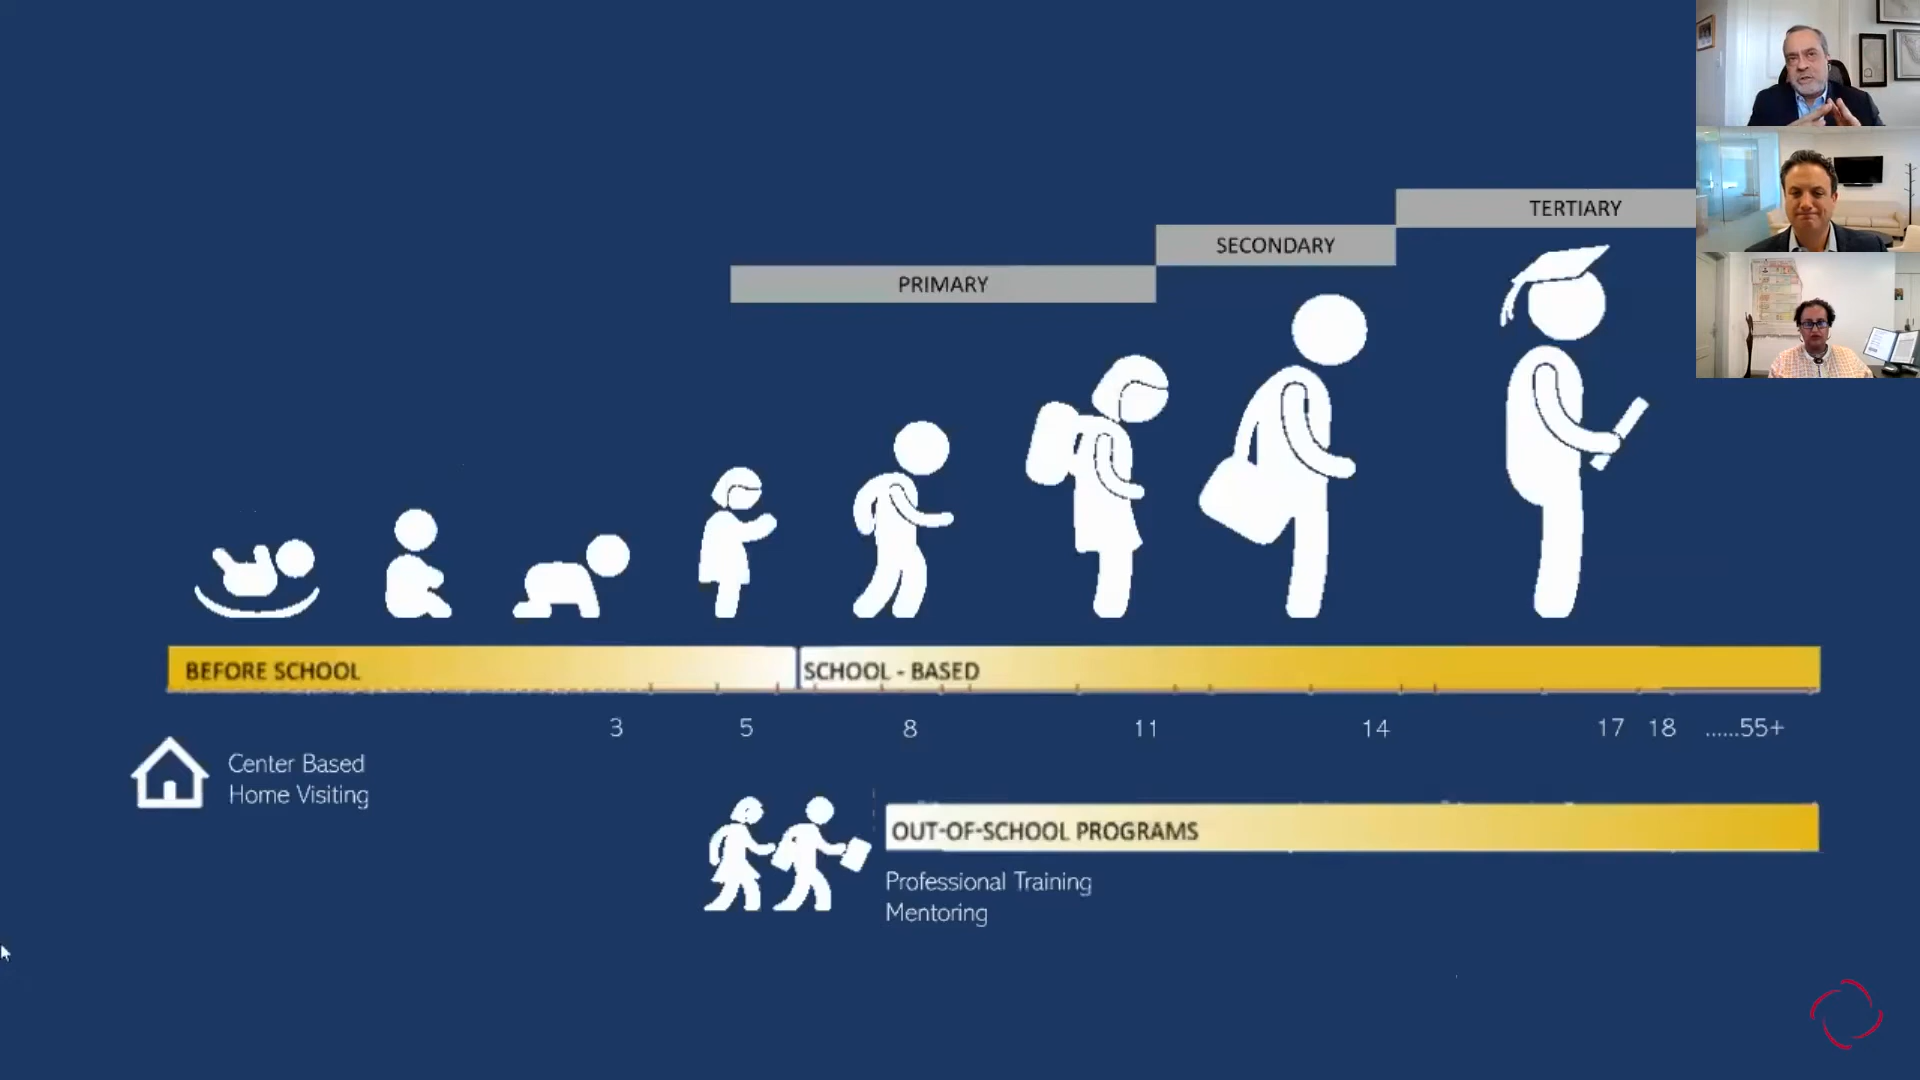 TERTIARY
SECONDARY
PRIMARY
BEFORE SCHOOL
SCHOOL - BASED
3 5 8 11 14 17 18 ......55+
Center Based
Home Visiting
OUT-OF-SCHOOL PROGRAMS
Professional Training
Mentoring